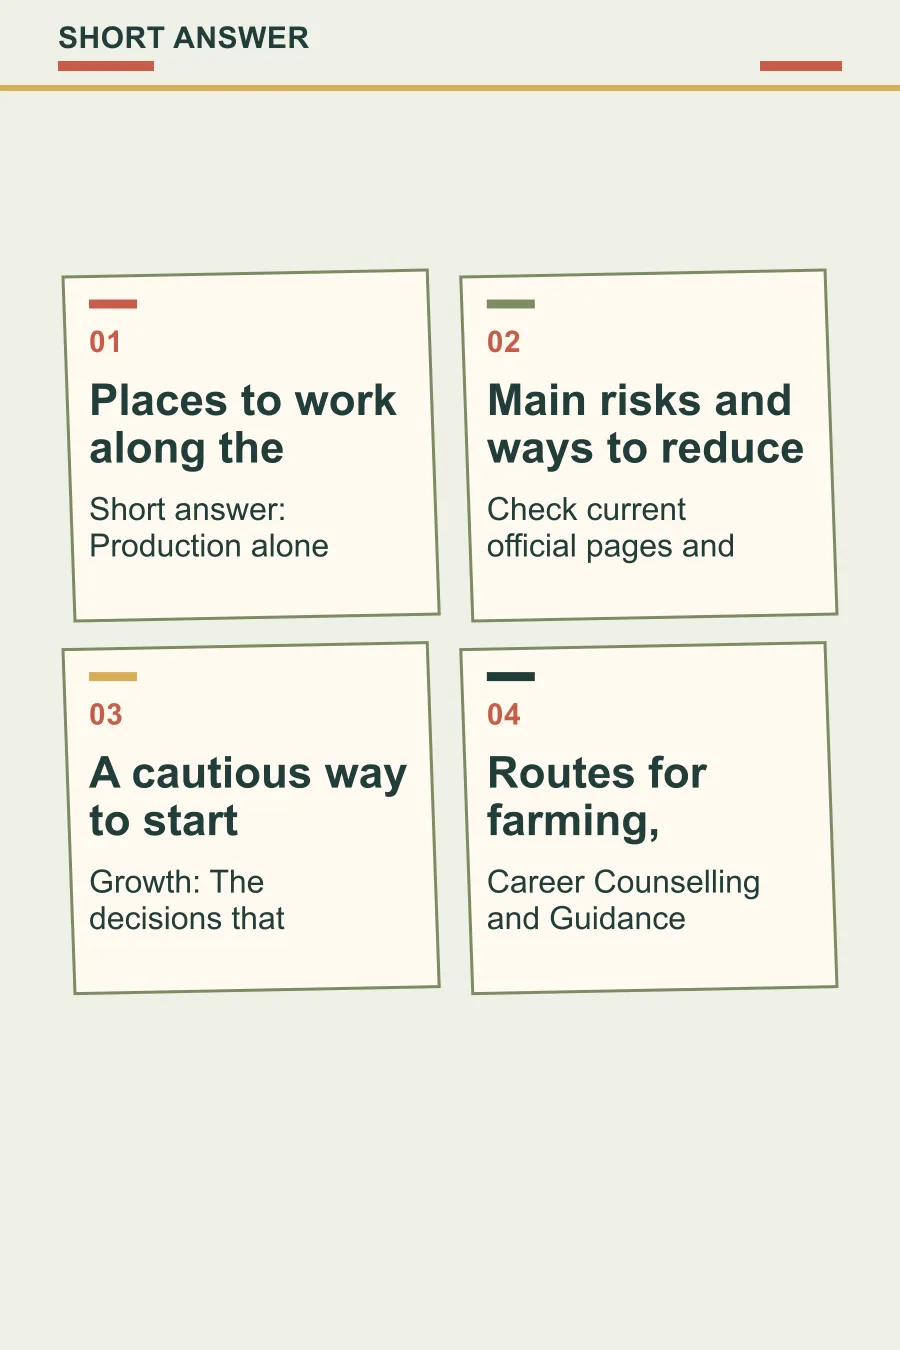 SHORT ANSWER
01
Places to work
along the
Short answer:
Production alone
02
Main risks and
ways to reduce
Check current
official pages and
03
A cautious way
to start
Growth: The
decisions that
04
Routes for
farming,
Career Counselling
and Guidance